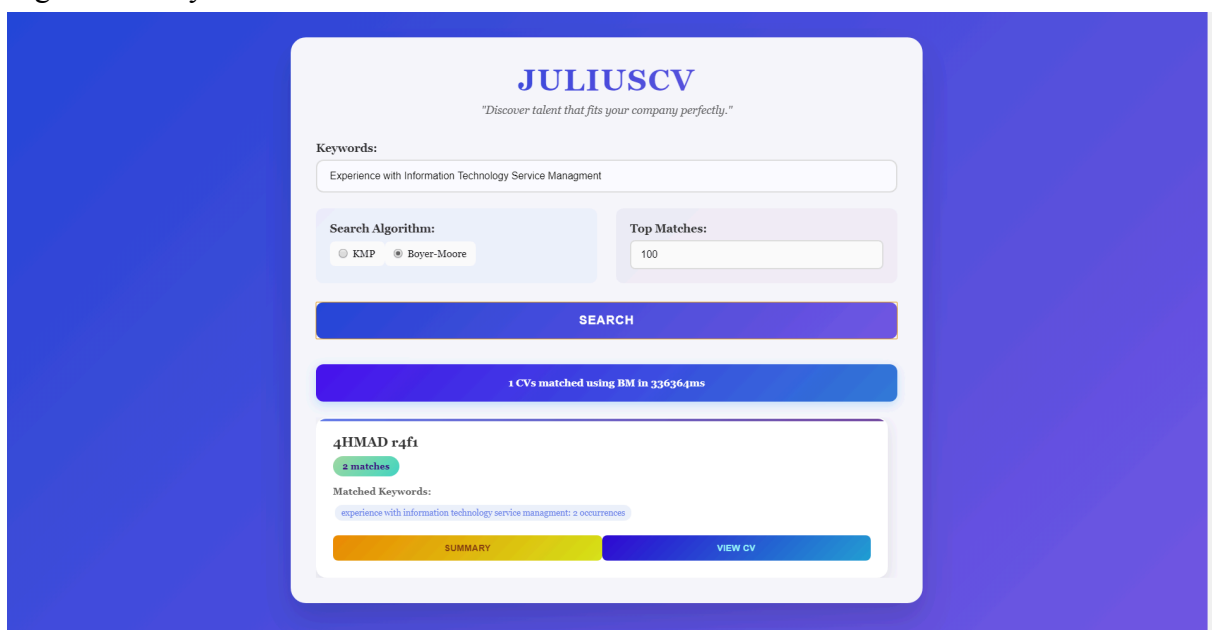 JULIUSCV
"Discover talent that fits your company perfectly."
Keywords:
Experience with Information Technology Service Managment
Search Algorithm:
KMP Boyer-Moore
Top Matches:
100
SEARCH
1 CVs matched using BM in 336364ms
4HMAD r4f1
2 matches
Matched Keywords:
experience with information technology service managment: 2 occurrences
SUMMARY
VIEW CV